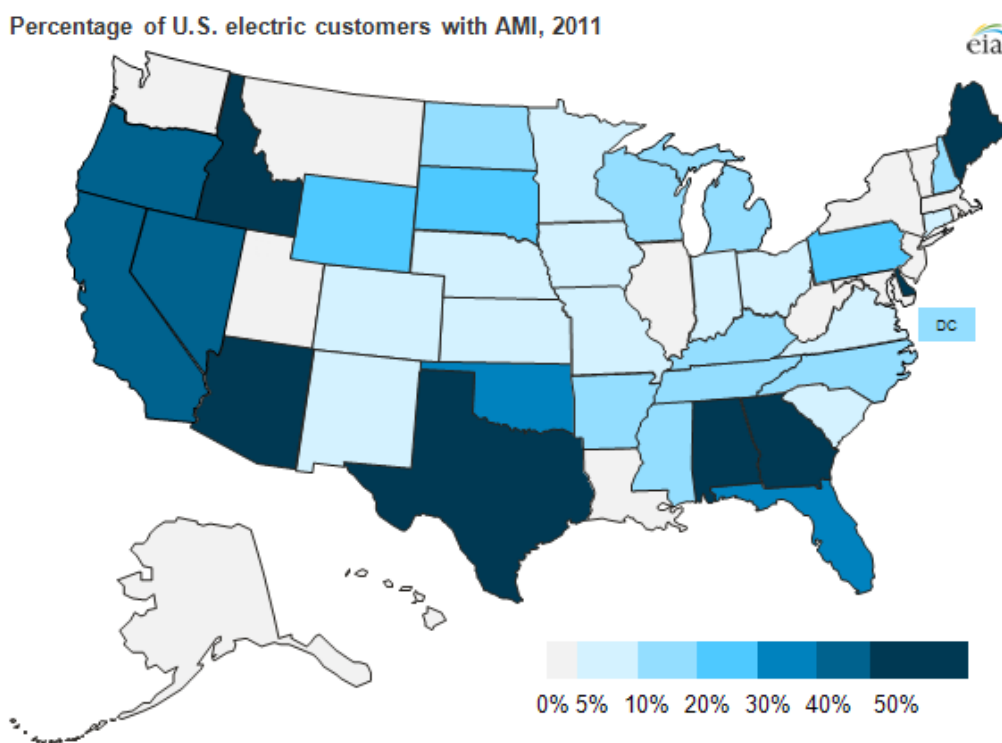 Percentage of U.S. electric customers with AMI, 2011
eia
DC
0% 5% 10% 20% 30% 40% 50%